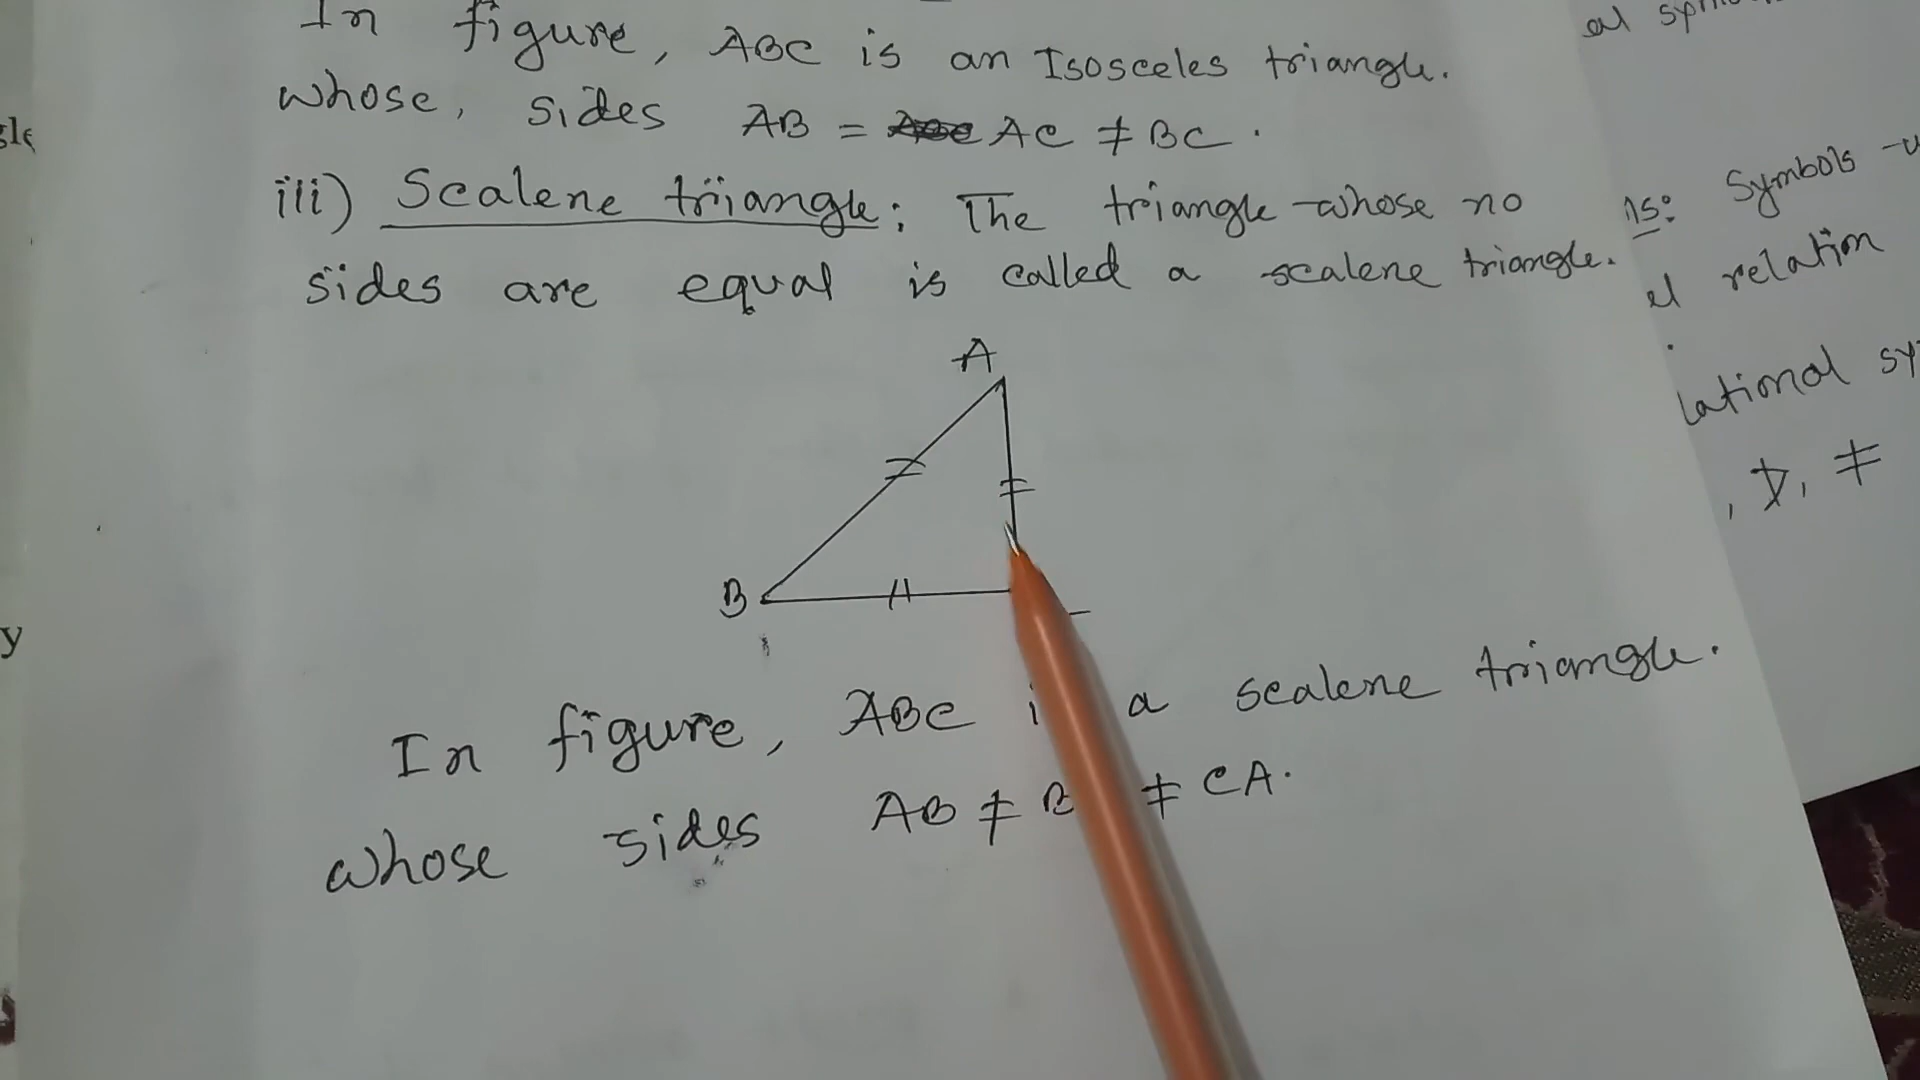 In figure, ABC is an Isosceles triangle.
whose, sides AB = AC ≠ BC.
iii) Scalene triangle: The triangle whose no
sides are equal is called a scalene triangle.
A
B
In figure, ABC a scalene triangle.
whose sides AB ≠ B ≠ CA.
Symbols
relation
≠
y